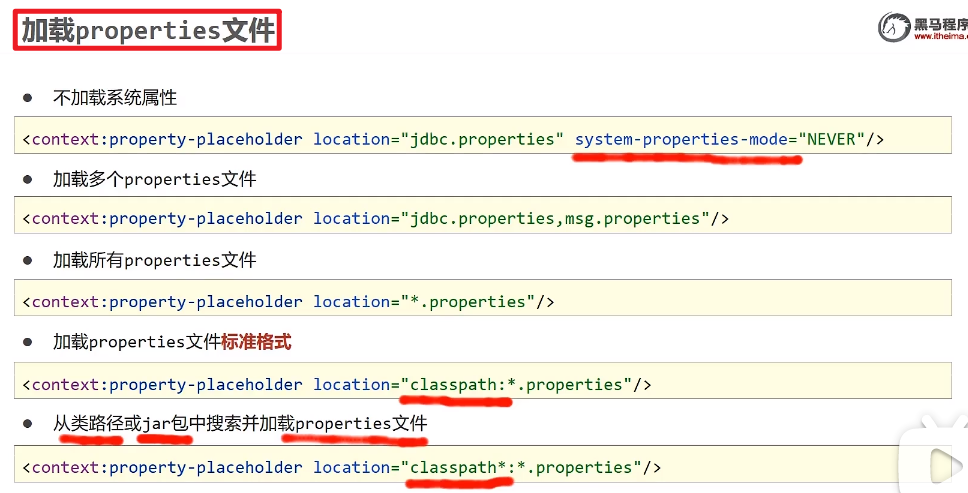 加载properties文件
黑马程序
www.itheima.c
● 不加载系统属性
<context:property-placeholder location="jdbc.properties" system-properties-mode="NEVER"/>
● 加载多个properties文件
<context:property-placeholder location="jdbc.properties,msg.properties"/>
● 加载所有properties文件
<context:property-placeholder location="*.properties"/>
● 加载properties文件标准格式
<context:property-placeholder location="classpath:*.properties"/>
● 从类路径或jar包中搜索并加载properties文件
<context:property-placeholder location="classpath*:*.properties"/>